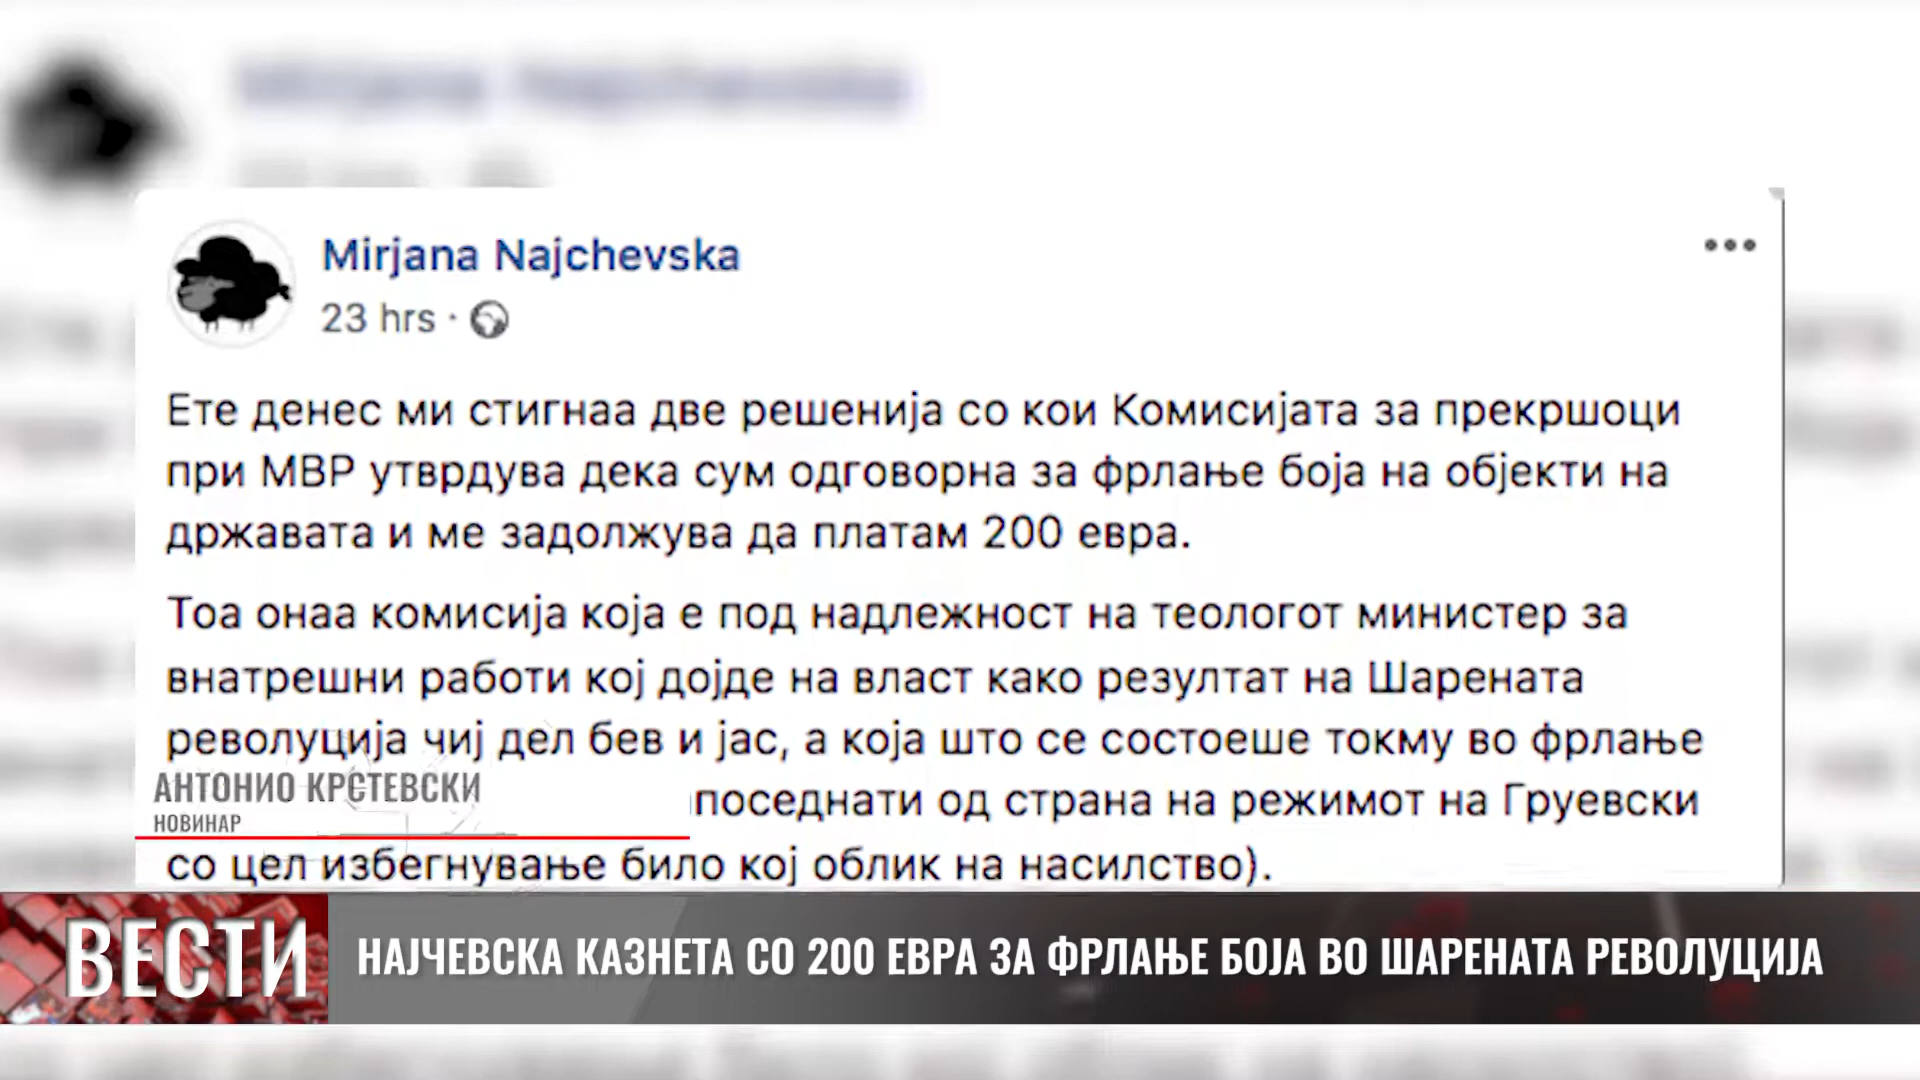 Mirjana Najchevska
23 hrs ·
Ете денес ми стигнаа две решенија со кои Комисијата за прекршоци
при МВР утврдува дека сум одговорна за фрлање боја на објекти на
државата и ме задолжува да платам 200 евра.
Тоа онаа комисија која е под надлежност на теологот министер за
внатрешни работи кој дојде на власт како резултат на Шарената
револуција чиј дел бев и јас, а која што се состоеше токму во фрлање
поседнати од страна на режимот на Груевски
со цел избегнување било кој облик на насилство).
АНТОНИО КРСТЕВСКИ
НОВИНАР
ВЕСТИ
НАЈЧЕВСКА КАЗНЕТА СО 200 ЕВРА ЗА ФРЛАЊЕ БОЈА ВО ШАРЕНАТА РЕВОЛУЦИЈА